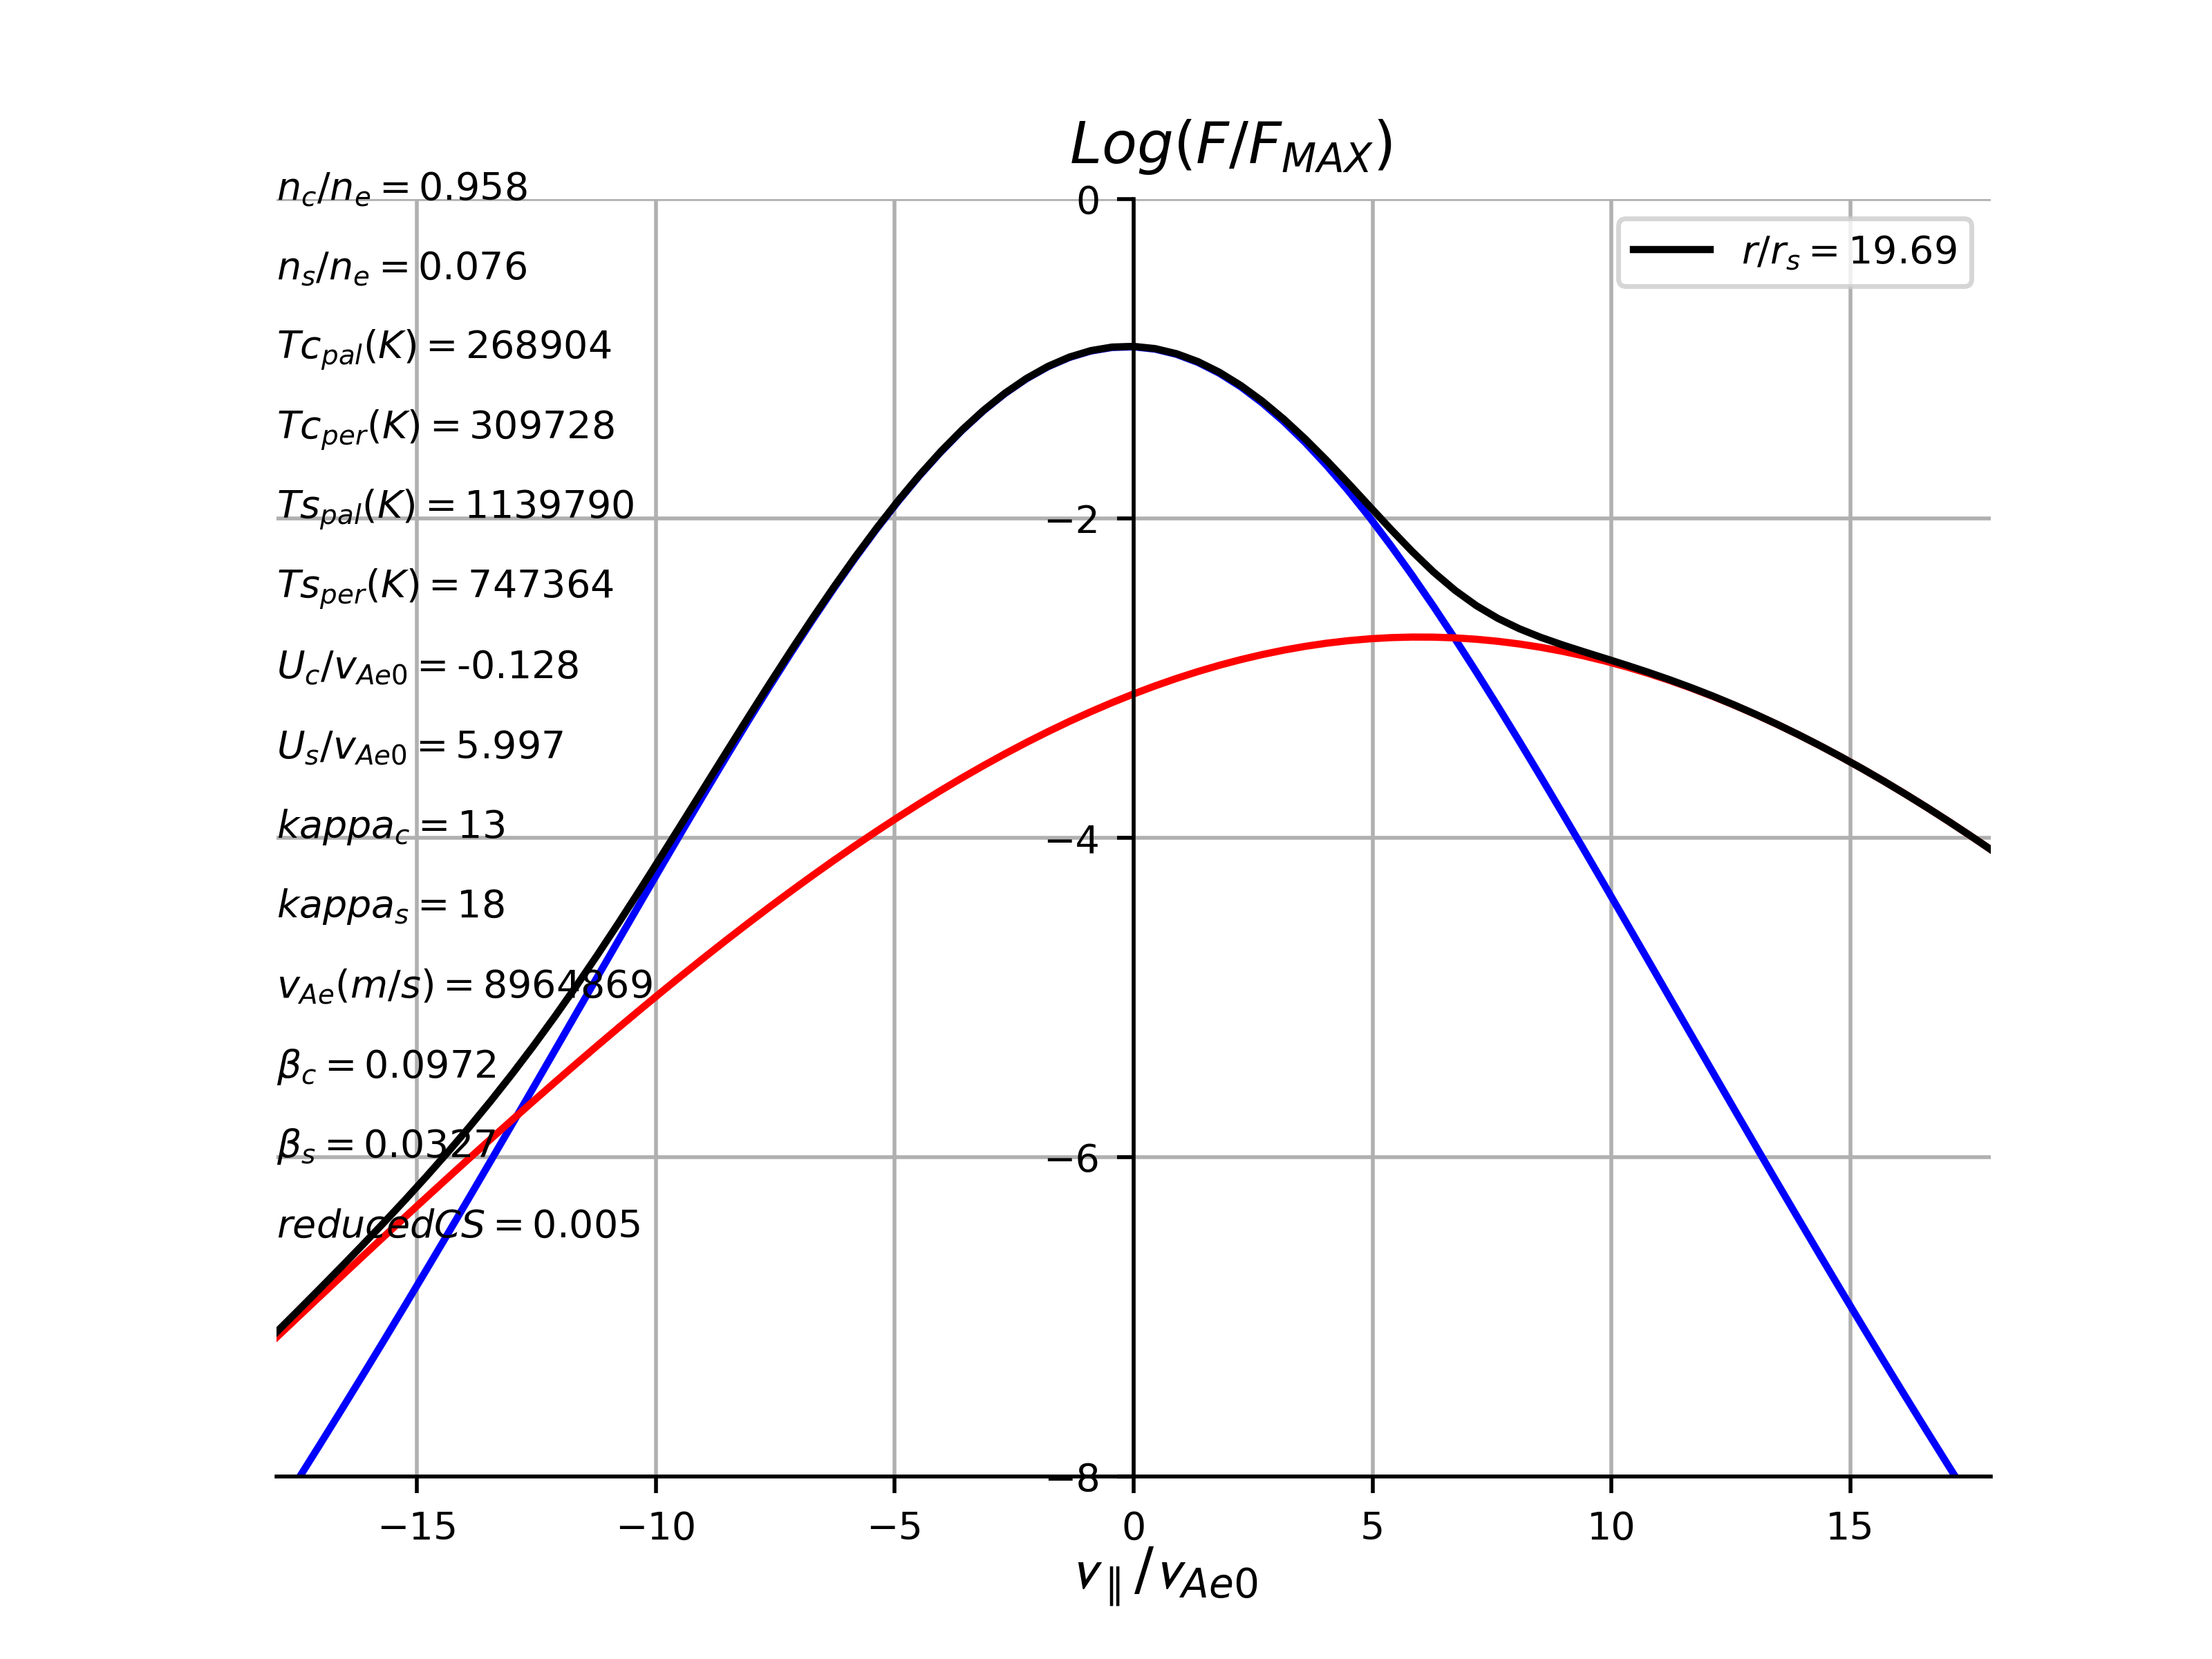 Log(F/F_MAX)
n_c/n_e = 0.958
n_s/n_e = 0.076
Tc_pal(K) = 268904
Tc_per(K) = 309728
Ts_pal(K) = 1139790
Ts_per(K) = 747364
U_c/v_Ae0 = -0.128
U_s/v_Ae0 = 5.997
kappa_c = 13
kappa_s = 18
v_Ae(m/s) = 8964869
β_c = 0.0972
β_s = 0.0327
reducedCS = 0.005
r/r_s = 19.69
0
−2
−4
−6
−8
−15 −10 −5 0 5 10 15
v_∥/v_Ae0